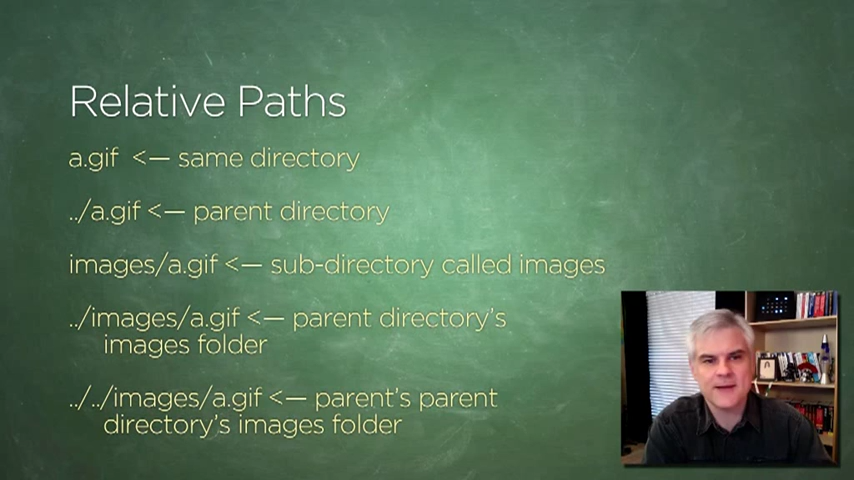 Relative Paths
a.gif <— same directory
../a.gif <— parent directory
images/a.gif <— sub-directory called images
../images/a.gif <— parent directory's
images folder
../../images/a.gif <— parent's parent
directory's images folder